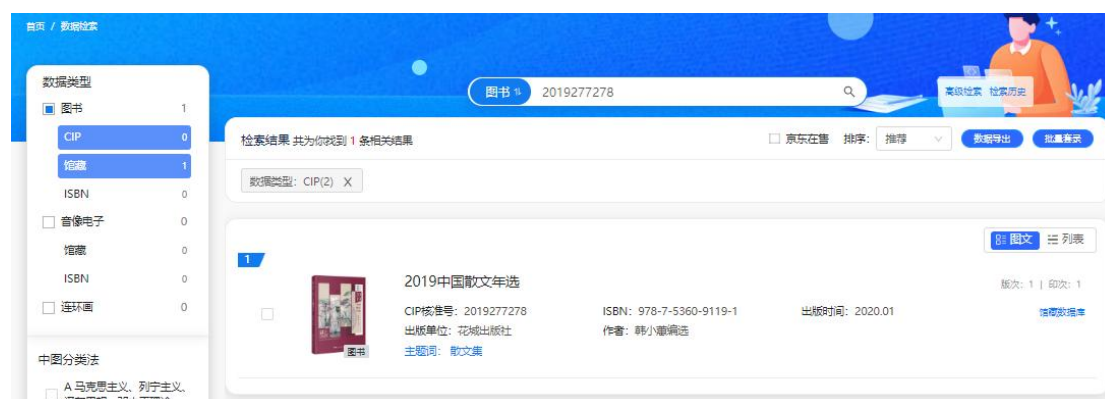 首页 / 数据检索
图书 2019277278
高级检索 检索历史
数据类型
图书 1
CIP 0
馆藏 1
ISBN 0
音像电子 0
馆藏 0
ISBN 0
连环画 0
中图分类法
A 马克思主义、列宁主义、
检索结果 共为你找到 1 条相关结果
京东在售 排序: 推荐 数据导出 批量套录
数据类型: CIP(2) X
图文 列表
1
2019中国散文年选
版次: 1 | 印次: 1
CIP核准号: 2019277278 ISBN: 978-7-5360-9119-1 出版时间: 2020.01
馆藏数据库
出版单位: 花城出版社 作者: 韩小蕙编选
主题词: 散文集
图书